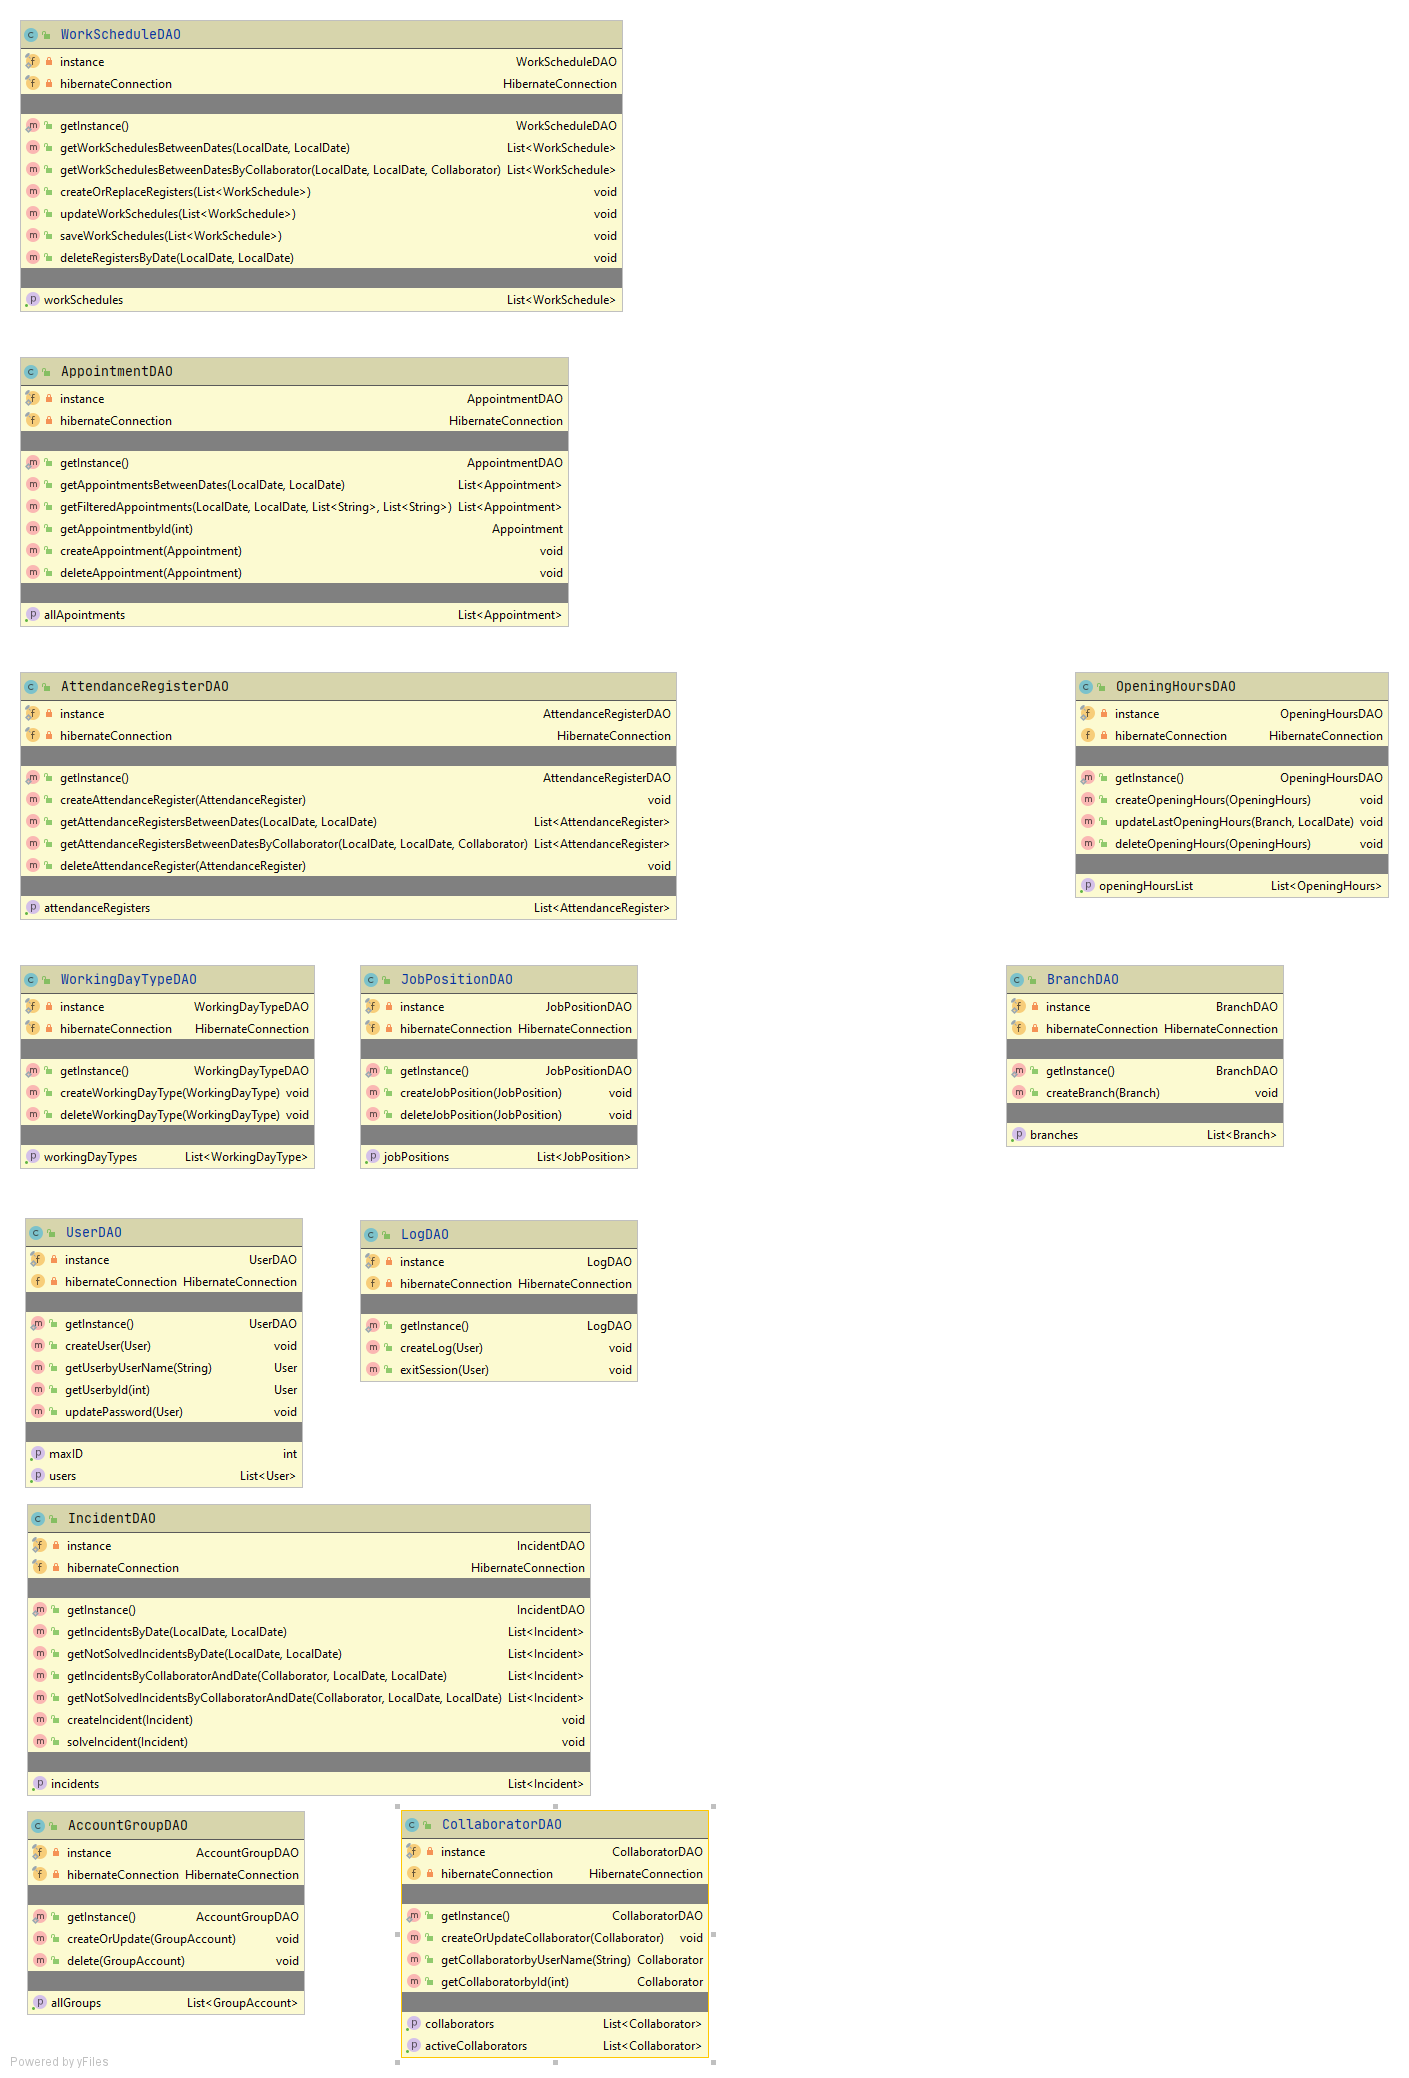 WorkScheduleDAO
instance WorkScheduleDAO
hibernateConnection HibernateConnection
getInstance() WorkScheduleDAO
getWorkSchedulesBetweenDates(LocalDate, LocalDate) List<WorkSchedule>
getWorkSchedulesBetweenDatesByCollaborator(LocalDate, LocalDate, Collaborator) List<WorkSchedule>
createOrReplaceRegisters(List<WorkSchedule>) void
updateWorkSchedules(List<WorkSchedule>) void
saveWorkSchedules(List<WorkSchedule>) void
deleteRegistersByDate(LocalDate, LocalDate) void
workSchedules List<WorkSchedule>
AppointmentDAO
instance AppointmentDAO
hibernateConnection HibernateConnection
getInstance() AppointmentDAO
getAppointmentsBetweenDates(LocalDate, LocalDate) List<Appointment>
getFilteredAppointments(LocalDate, LocalDate, List<String>, List<String>) List<Appointment>
getAppointmentbyId(int) Appointment
createAppointment(Appointment) void
deleteAppointment(Appointment) void
allApointments List<Appointment>
AttendanceRegisterDAO
instance AttendanceRegisterDAO
hibernateConnection HibernateConnection
getInstance() AttendanceRegisterDAO
createAttendanceRegister(AttendanceRegister) void
getAttendanceRegistersBetweenDates(LocalDate, LocalDate) List<AttendanceRegister>
getAttendanceRegistersBetweenDatesByCollaborator(LocalDate, LocalDate, Collaborator) List<AttendanceRegister>
deleteAttendanceRegister(AttendanceRegister) void
attendanceRegisters List<AttendanceRegister>
OpeningHoursDAO
instance OpeningHoursDAO
hibernateConnection HibernateConnection
getInstance() OpeningHoursDAO
createOpeningHours(OpeningHours) void
updateLastOpeningHours(Branch, LocalDate) void
deleteOpeningHours(OpeningHours) void
openingHoursList List<OpeningHours>
WorkingDayTypeDAO
instance WorkingDayTypeDAO
hibernateConnection HibernateConnection
getInstance() WorkingDayTypeDAO
createWorkingDayType(WorkingDayType) void
deleteWorkingDayType(WorkingDayType) void
workingDayTypes List<WorkingDayType>
JobPositionDAO
instance JobPositionDAO
hibernateConnection HibernateConnection
getInstance() JobPositionDAO
createJobPosition(JobPosition) void
deleteJobPosition(JobPosition) void
jobPositions List<JobPosition>
BranchDAO
instance BranchDAO
hibernateConnection HibernateConnection
getInstance() BranchDAO
createBranch(Branch) void
branches List<Branch>
UserDAO
instance UserDAO
hibernateConnection HibernateConnection
getInstance() UserDAO
createUser(User) void
getUserbyUserName(String) User
getUserbyId(int) User
updatePassword(User) void
maxID int
users List<User>
LogDAO
instance LogDAO
hibernateConnection HibernateConnection
getInstance() LogDAO
createLog(User) void
exitSession(User) void
IncidentDAO
instance IncidentDAO
hibernateConnection HibernateConnection
getInstance() IncidentDAO
getIncidentsByDate(LocalDate, LocalDate) List<Incident>
getNotSolvedIncidentsByDate(LocalDate, LocalDate) List<Incident>
getIncidentsByCollaboratorAndDate(Collaborator, LocalDate, LocalDate) List<Incident>
getNotSolvedIncidentsByCollaboratorAndDate(Collaborator, LocalDate, LocalDate) List<Incident>
createIncident(Incident) void
solveIncident(Incident) void
incidents List<Incident>
AccountGroupDAO
instance AccountGroupDAO
hibernateConnection HibernateConnection
getInstance() AccountGroupDAO
createOrUpdate(GroupAccount) void
delete(GroupAccount) void
allGroups List<GroupAccount>
CollaboratorDAO
instance CollaboratorDAO
hibernateConnection HibernateConnection
getInstance() CollaboratorDAO
createOrUpdateCollaborator(Collaborator) void
getCollaboratorbyUserName(String) Collaborator
getCollaboratorbyId(int) Collaborator
collaborators List<Collaborator>
activeCollaborators List<Collaborator>
Powered by yFiles